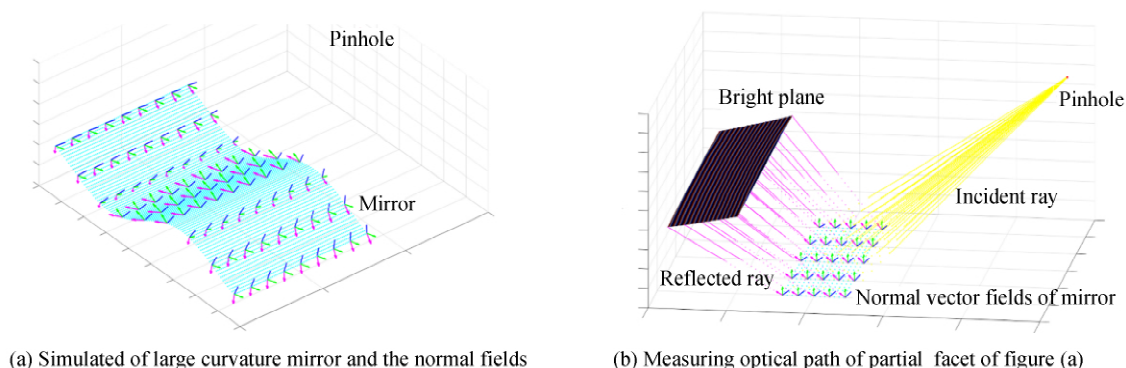 Pinhole
Mirror
(a) Simulated of large curvature mirror and the normal fields
Bright plane
Pinhole
Incident ray
Reflected ray
Normal vector fields of mirror
(b) Measuring optical path of partial facet of figure (a)